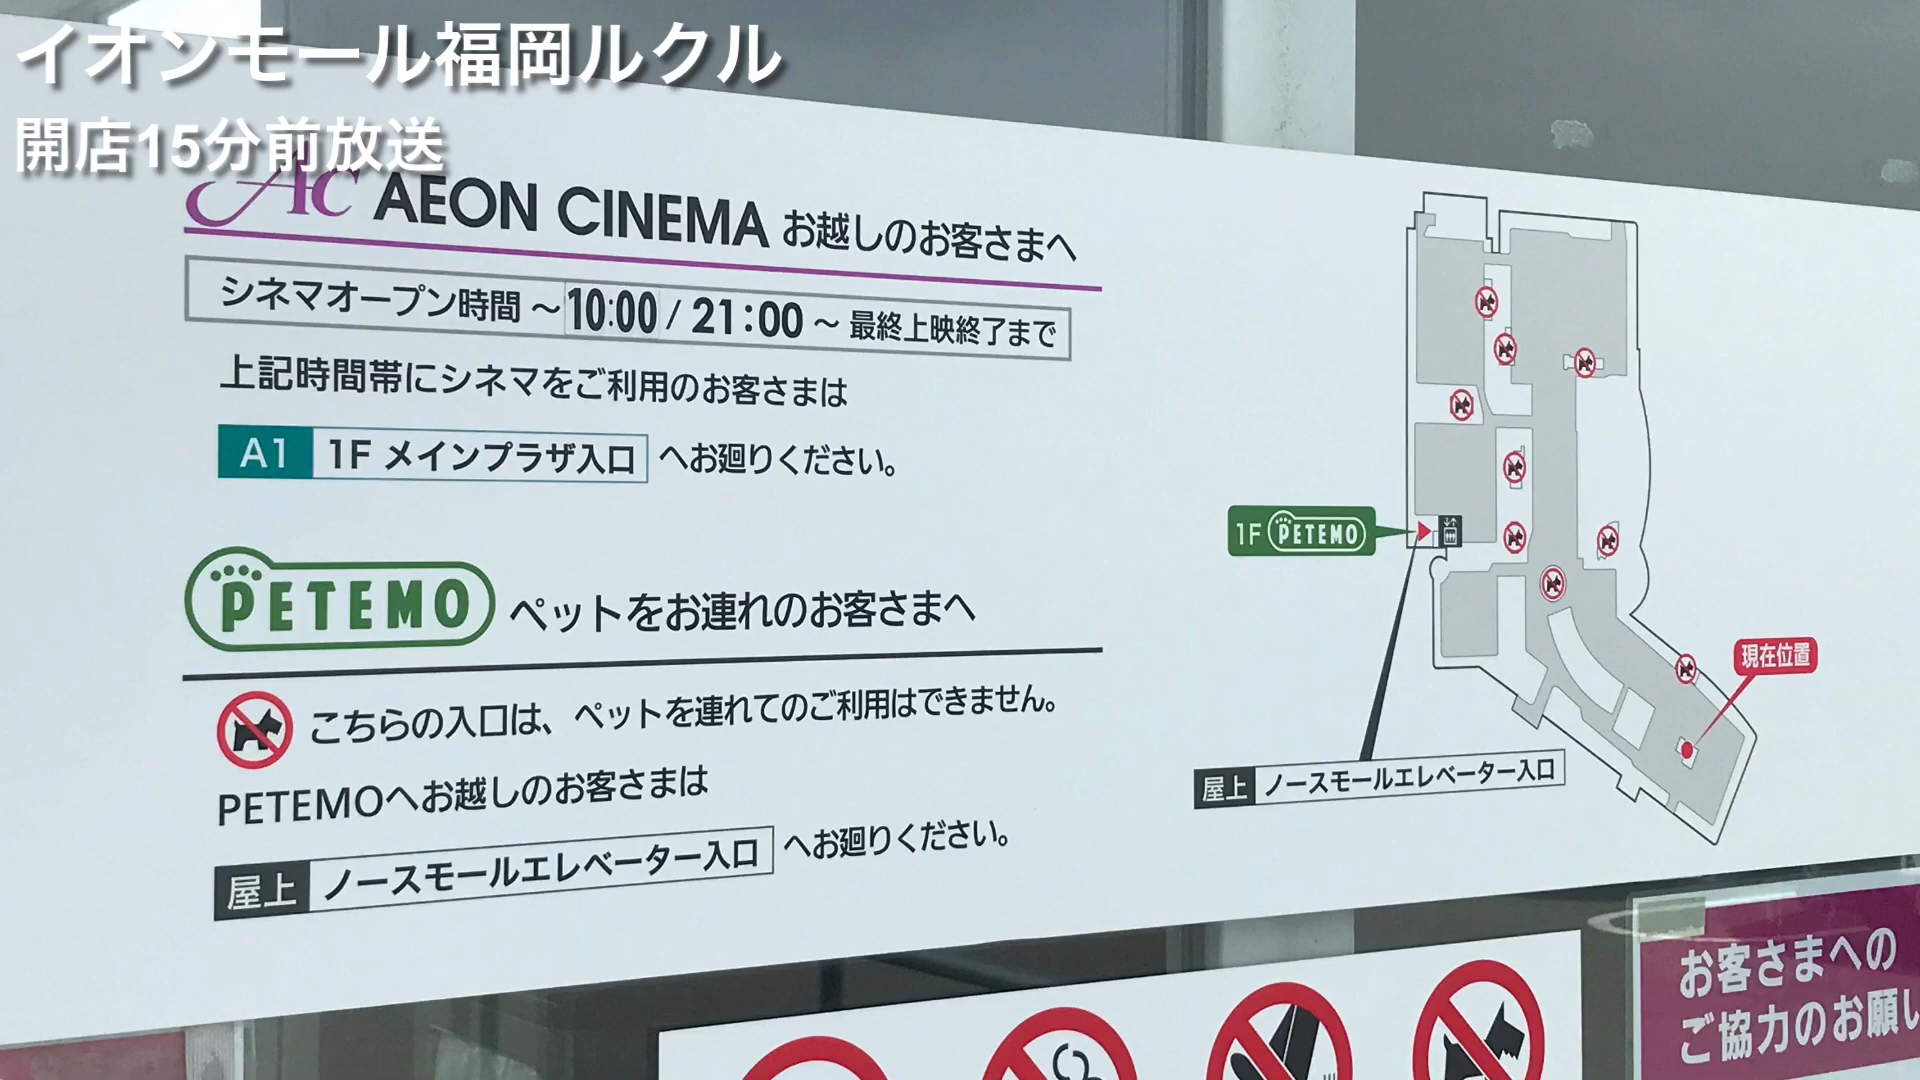 イオンモール福岡ルクル
開店15分前放送
Ac AEON CINEMA お越しのお客さまへ
シネマオープン時間 ～10:00 / 21:00 ～ 最終上映終了まで
上記時間帯にシネマをご利用のお客さまは
A1 1F メインプラザ入口 へお廻りください。
PETEMO ペットをお連れのお客さまへ
こちらの入口は、ペットを連れてのご利用はできません。
PETEMOへお越しのお客さまは
屋上 ノースモールエレベーター入口 へお廻りください。
1F PETEMO
現在位置
屋上 ノースモールエレベーター入口
お客さまへの
ご協力のお願い